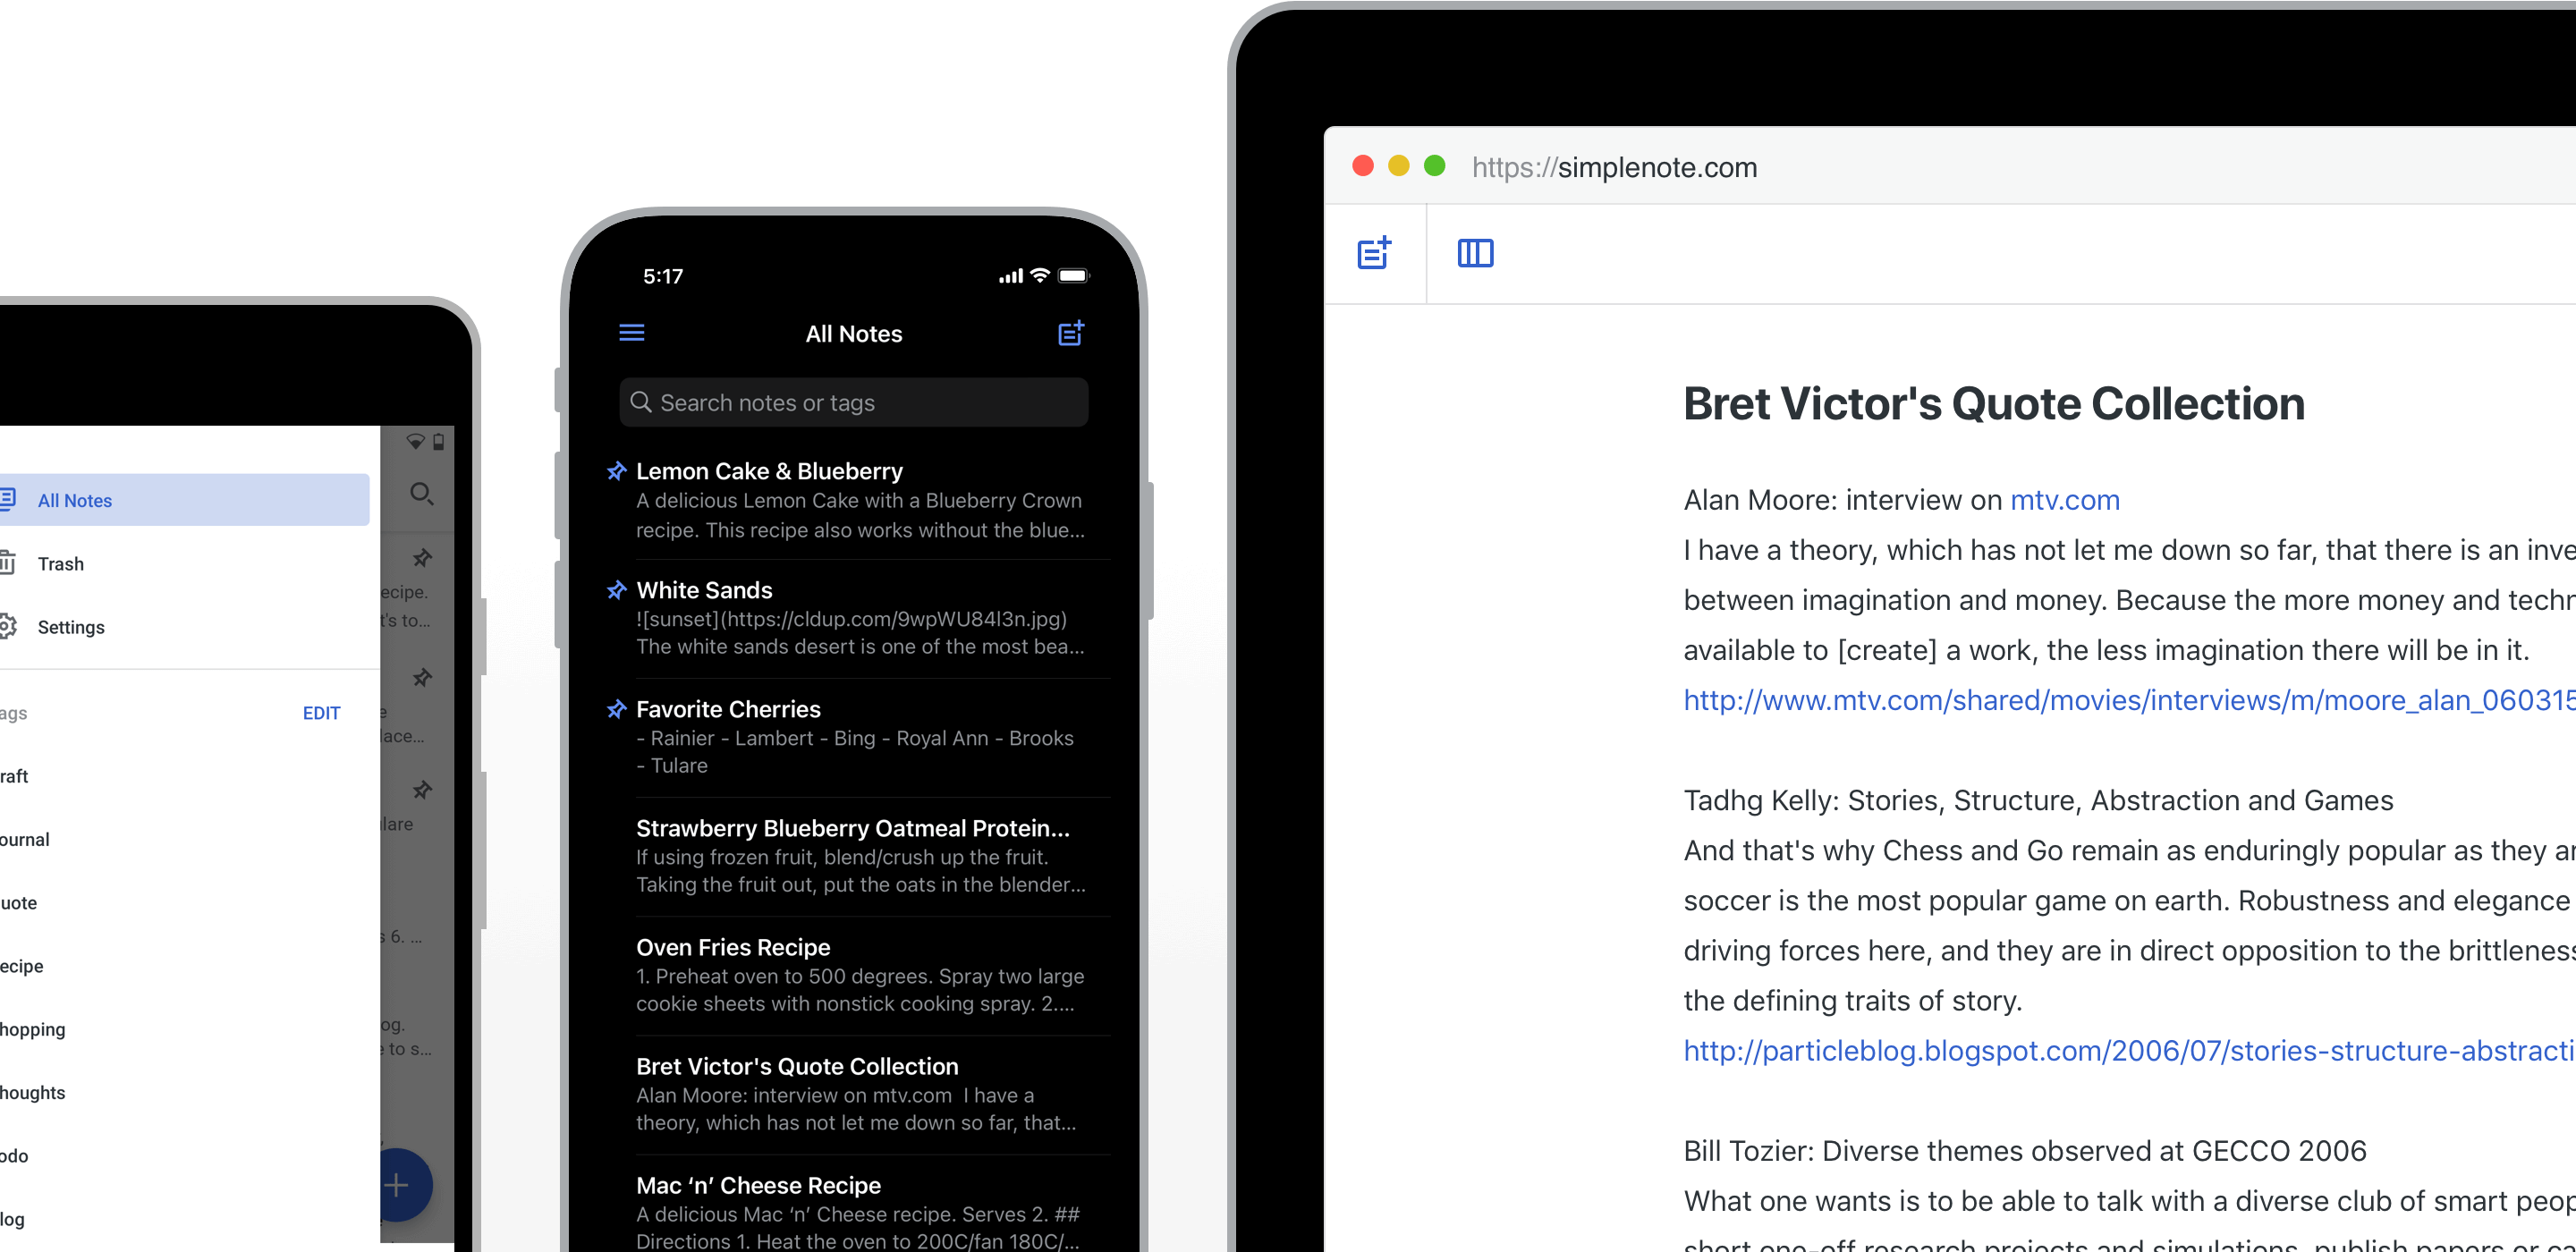 All Notes
Trash
Settings
EDIT
ecipe.
t's to...
ace...
lare
s 6. ...
og.
e to s...
5:17
All Notes
Search notes or tags
Lemon Cake & Blueberry
A delicious Lemon Cake with a Blueberry Crown
recipe. This recipe also works without the blue...
White Sands
![sunset](https://cldup.com/9wpWU84l3n.jpg)
The white sands desert is one of the most bea...
Favorite Cherries
- Rainier - Lambert - Bing - Royal Ann - Brooks
- Tulare
Strawberry Blueberry Oatmeal Protein...
If using frozen fruit, blend/crush up the fruit.
Taking the fruit out, put the oats in the blender...
Oven Fries Recipe
1. Preheat oven to 500 degrees. Spray two large
cookie sheets with nonstick cooking spray. 2....
Bret Victor's Quote Collection
Alan Moore: interview on mtv.com I have a
theory, which has not let me down so far, that...
Mac ‘n’ Cheese Recipe
A delicious Mac ‘n’ Cheese recipe. Serves 2. ##
Directions 1. Heat the oven to 200C/fan 180C/...
https://simplenote.com
Bret Victor's Quote Collection
Alan Moore: interview on mtv.com
I have a theory, which has not let me down so far, that there is an inve
between imagination and money. Because the more money and techn
available to [create] a work, the less imagination there will be in it.
http://www.mtv.com/shared/movies/interviews/m/moore_alan_060315
Tadhg Kelly: Stories, Structure, Abstraction and Games
And that's why Chess and Go remain as enduringly popular as they ar
soccer is the most popular game on earth. Robustness and elegance
driving forces here, and they are in direct opposition to the brittleness
the defining traits of story.
http://particleblog.blogspot.com/2006/07/stories-structure-abstracti
Bill Tozier: Diverse themes observed at GECCO 2006
What one wants is to be able to talk with a diverse club of smart peop
short one-off research projects and simulations, publish papers or c
ags
raft
ournal
uote
ecipe
hopping
houghts
odo
log